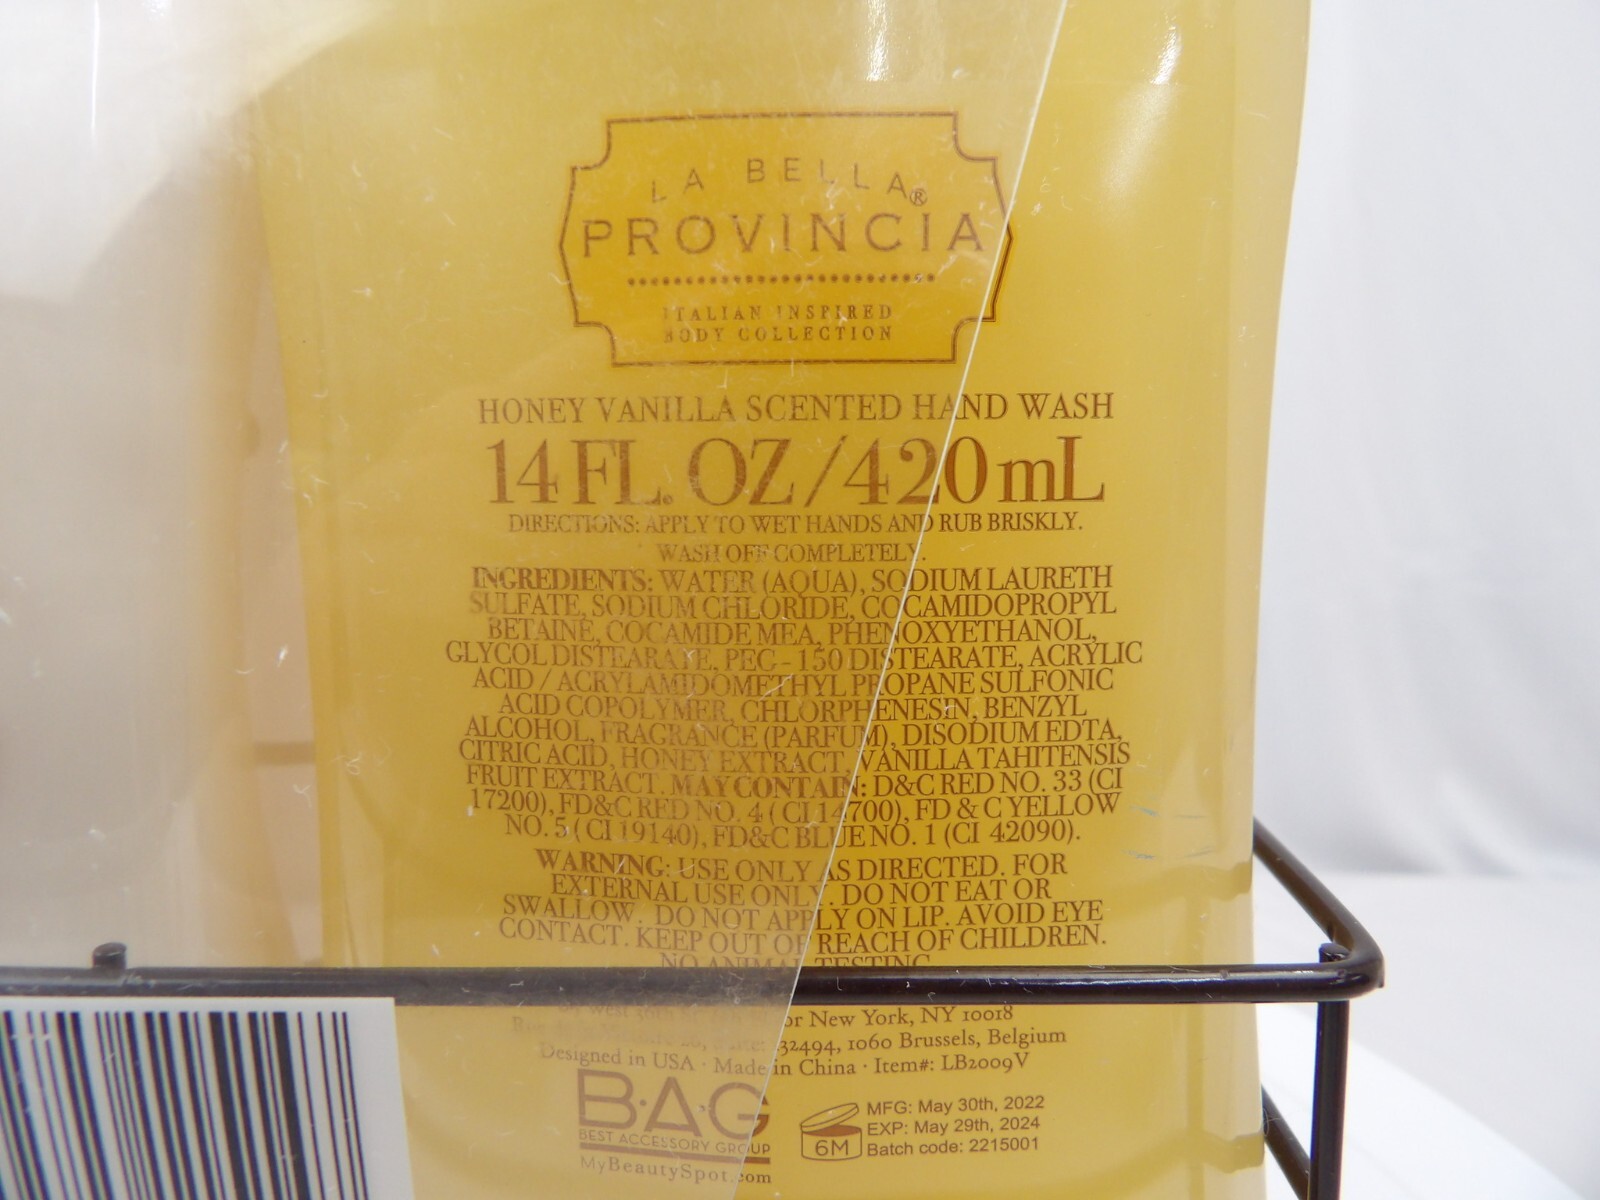 LA BELLA®
PROVINCIA
ITALIAN INSPIRED
BODY COLLECTION
HONEY VANILLA SCENTED HAND WASH
14 FL. OZ / 420 mL
DIRECTIONS: APPLY TO WET HANDS AND RUB BRISKLY.
WASH OFF COMPLETELY.
INGREDIENTS: WATER (AQUA), SODIUM LAURETH
SULFATE, SODIUM CHLORIDE, COCAMIDOPROPYL
BETAINE, COCAMIDE MEA, PHENOXYETHANOL,
GLYCOL DISTEARATE, PEG-150 DISTEARATE, ACRYLIC
ACID / ACRYLAMIDOMETHYL PROPANE SULFONIC
ACID COPOLYMER, CHLORPHENESIN, BENZYL
ALCOHOL, FRAGRANCE (PARFUM), DISODIUM EDTA,
CITRIC ACID, HONEY EXTRACT, VANILLA TAHITENSIS
FRUIT EXTRACT. MAY CONTAIN: D&C RED NO. 33 (CI
17200), FD&C RED NO. 4 ( CI 14700), FD & C YELLOW
NO. 5 ( CI 19140), FD&C BLUE NO. 1 (CI 42090).
WARNING: USE ONLY AS DIRECTED. FOR
EXTERNAL USE ONLY. DO NOT EAT OR
SWALLOW. DO NOT APPLY ON LIP. AVOID EYE
CONTACT. KEEP OUT OF REACH OF CHILDREN.
NO ANIMAL TESTING
West 36th or New York, NY 10018
32494, 1060 Brussels, Belgium
Designed in USA · Made in China · Item#: LB2009V
B·A·G
BEST ACCESSORY GROUP
MyBeautySpot.com
6M
MFG: May 30th, 2022
EXP: May 29th, 2024
Batch code: 2215001